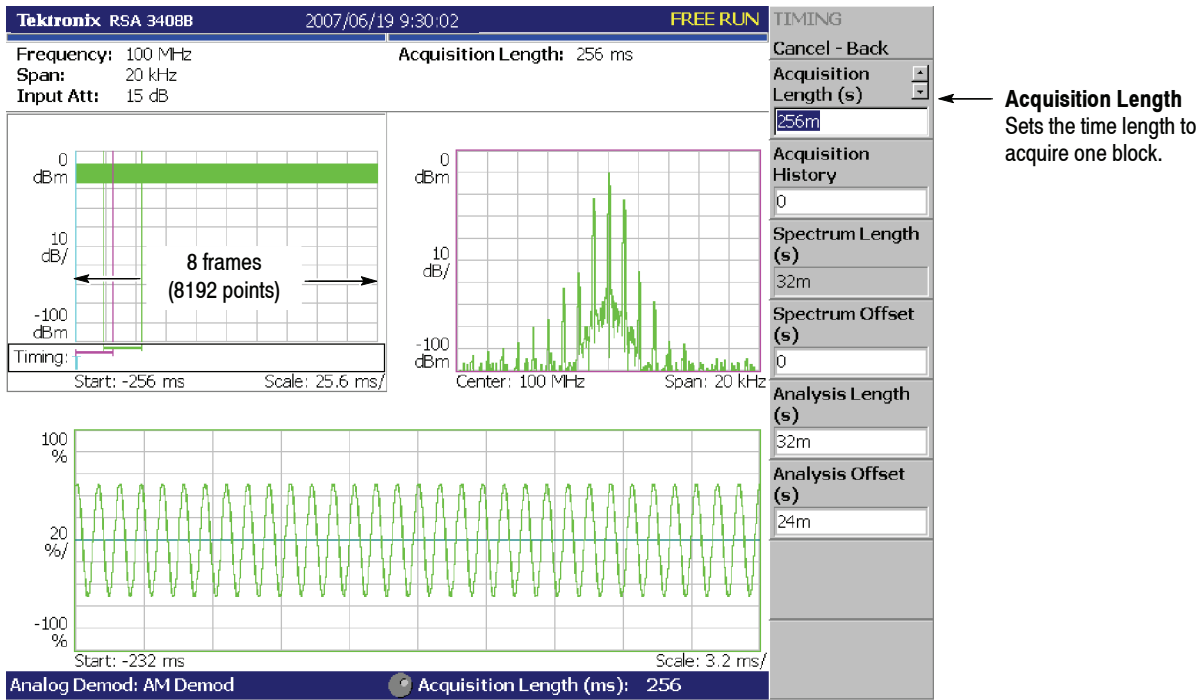 Tektronix RSA 3408B 2007/06/19 9:30:02 FREE RUN
Frequency: 100 MHz
Span: 20 kHz
Input Att: 15 dB
Acquisition Length: 256 ms
0
dBm
10
dB/
-100
dBm
8 frames
(8192 points)
Timing:
Start: -256 ms Scale: 25.6 ms/
0
dBm
10
dB/
-100
dBm
Center: 100 MHz Span: 20 kHz
100
%
20
%/
-100
%
Start: -232 ms Scale: 3.2 ms/
Analog Demod: AM Demod Acquisition Length (ms): 256
TIMING
Cancel - Back
Acquisition
Length (s)
256m
Acquisition
History
0
Spectrum Length
(s)
32m
Spectrum Offset
(s)
0
Analysis Length
(s)
32m
Analysis Offset
(s)
24m
Acquisition Length
Sets the time length to
acquire one block.